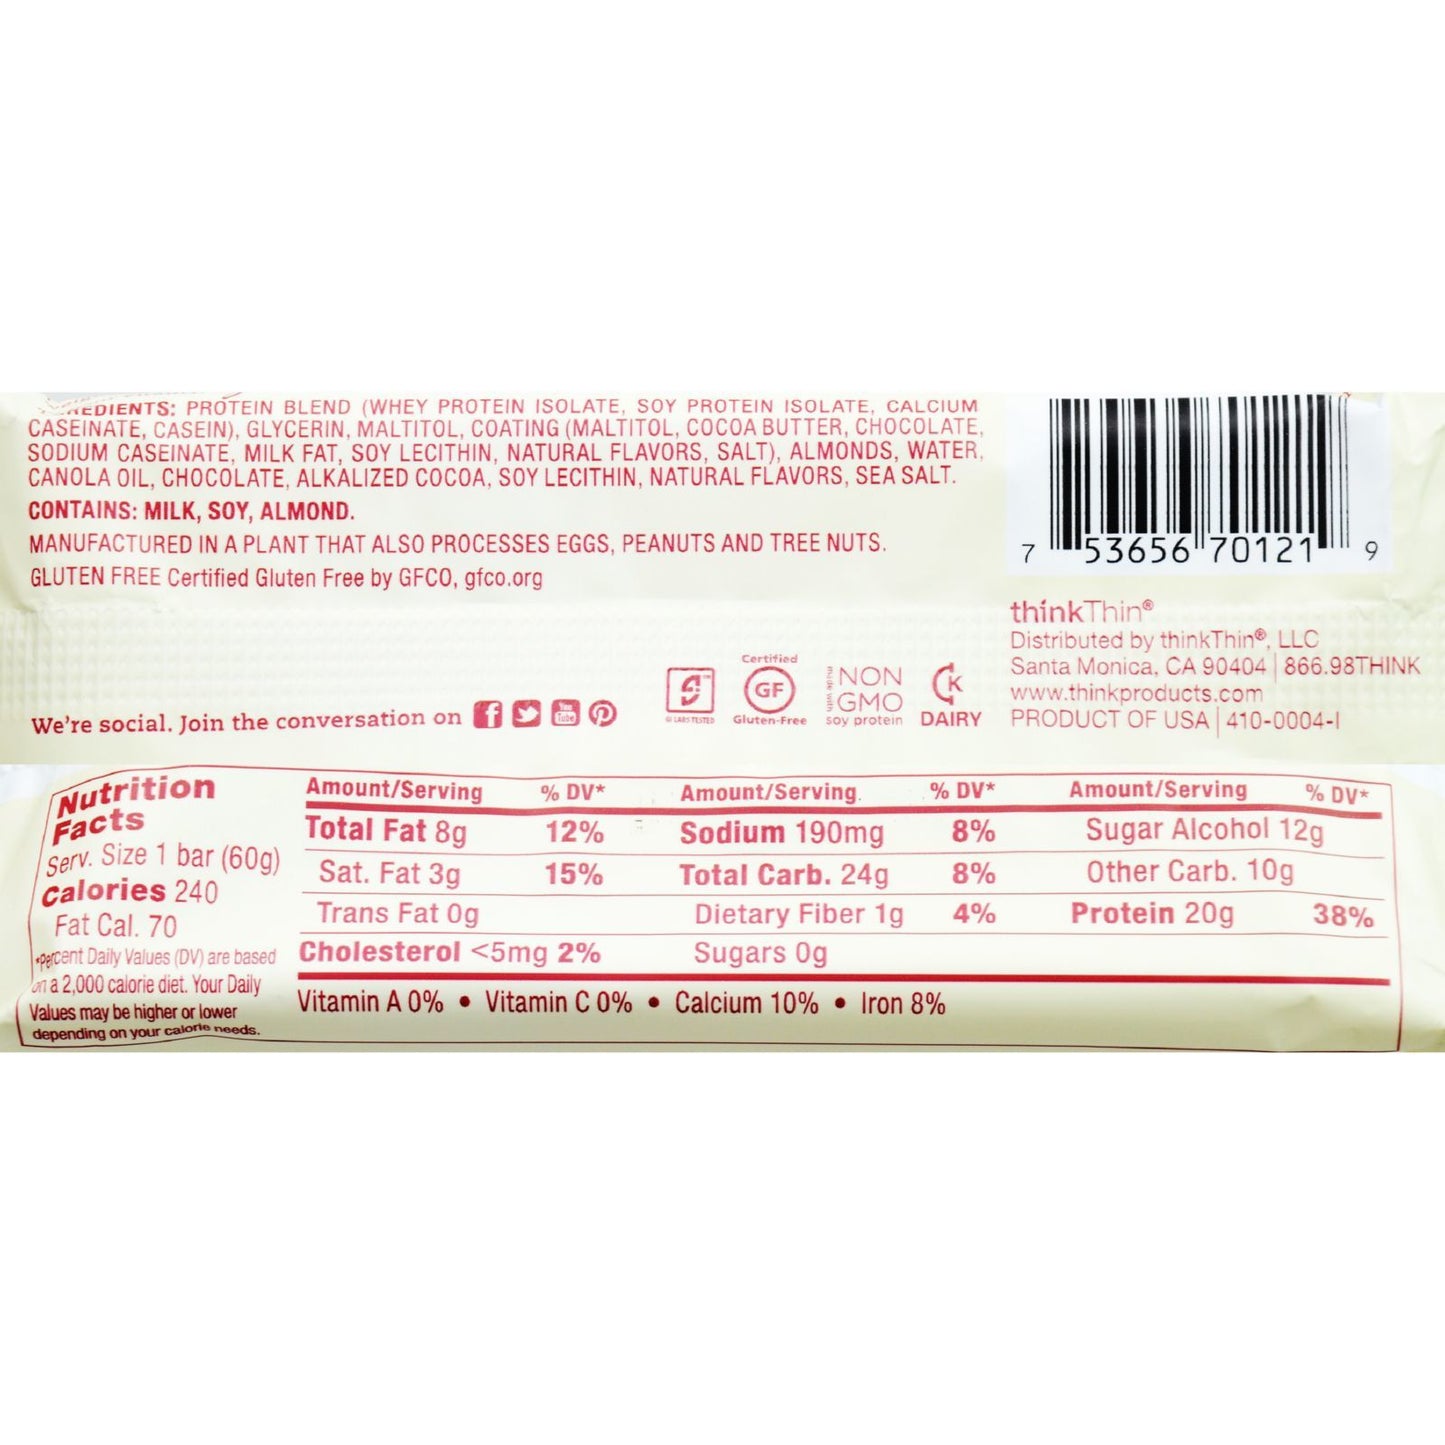 INGREDIENTS: PROTEIN BLEND (WHEY PROTEIN ISOLATE, SOY PROTEIN ISOLATE, CALCIUM
CASEINATE, CASEIN), GLYCERIN, MALTITOL, COATING (MALTITOL, COCOA BUTTER, CHOCOLATE,
SODIUM CASEINATE, MILK FAT, SOY LECITHIN, NATURAL FLAVORS, SALT), ALMONDS, WATER,
CANOLA OIL, CHOCOLATE, ALKALIZED COCOA, SOY LECITHIN, NATURAL FLAVORS, SEA SALT.
CONTAINS: MILK, SOY, ALMOND.
MANUFACTURED IN A PLANT THAT ALSO PROCESSES EGGS, PEANUTS AND TREE NUTS.
GLUTEN FREE Certified Gluten Free by GFCO, gfco.org
7 53656 70121 9
thinkThin®
Distributed by thinkThin®, LLC
Santa Monica, CA 90404 | 866.98THINK
www.thinkproducts.com
PRODUCT OF USA | 410-0004-I
We're social. Join the conversation on
f
You
Tube
GI LABS TESTED
Certified
GF
Gluten-Free
made with
NON
GMO
soy protein
K
DAIRY
Nutrition
Facts
Serv. Size 1 bar (60g)
Calories 240
Fat Cal. 70
*Percent Daily Values (DV) are based
on a 2,000 calorie diet. Your Daily
Values may be higher or lower
depending on your calorie needs.
Amount/Serving % DV*
Total Fat 8g 12%
Sat. Fat 3g 15%
Trans Fat 0g
Cholesterol <5mg 2%
Amount/Serving % DV*
Sodium 190mg 8%
Total Carb. 24g 8%
Dietary Fiber 1g 4%
Sugars 0g
Amount/Serving % DV*
Sugar Alcohol 12g
Other Carb. 10g
Protein 20g 38%
Vitamin A 0% • Vitamin C 0% • Calcium 10% • Iron 8%